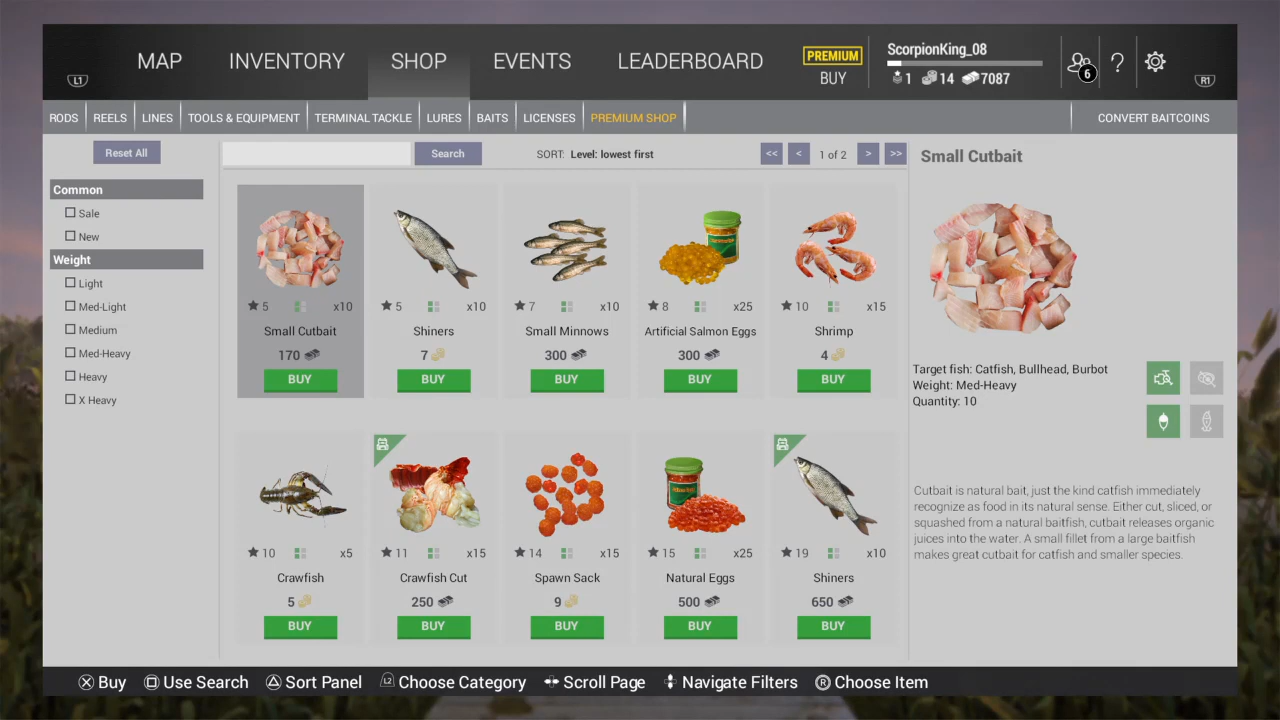 MAP INVENTORY SHOP EVENTS LEADERBOARD
L1
PREMIUM
BUY
ScorpionKing_08
1 14 7087
6
?
R1
RODS REELS LINES TOOLS & EQUIPMENT TERMINAL TACKLE LURES BAITS LICENSES PREMIUM SHOP CONVERT BAITCOINS
Reset All
Search
SORT: Level: lowest first
<< < 1 of 2 > >>
Common
Sale
New
Weight
Light
Med-Light
Medium
Med-Heavy
Heavy
X Heavy
5 x10
Small Cutbait
170
BUY
5 x10
Shiners
7
BUY
7 x10
Small Minnows
300
BUY
8 x25
Artificial Salmon Eggs
300
BUY
10 x15
Shrimp
4
BUY
10 x5
Crawfish
5
BUY
11 x15
Crawfish Cut
250
BUY
14 x15
Spawn Sack
9
BUY
15 x25
Natural Eggs
500
BUY
19 x10
Shiners
650
BUY
Small Cutbait
Target fish: Catfish, Bullhead, Burbot
Weight: Med-Heavy
Quantity: 10
Cutbait is natural bait, just the kind catfish immediately
recognize as food in its natural sense. Either cut, sliced, or
squashed from a natural baitfish, cutbait releases organic
juices into the water. A small fillet from a large baitfish
makes great cutbait for catfish and smaller species.
Buy Use Search Sort Panel L2 Choose Category Scroll Page Navigate Filters R Choose Item